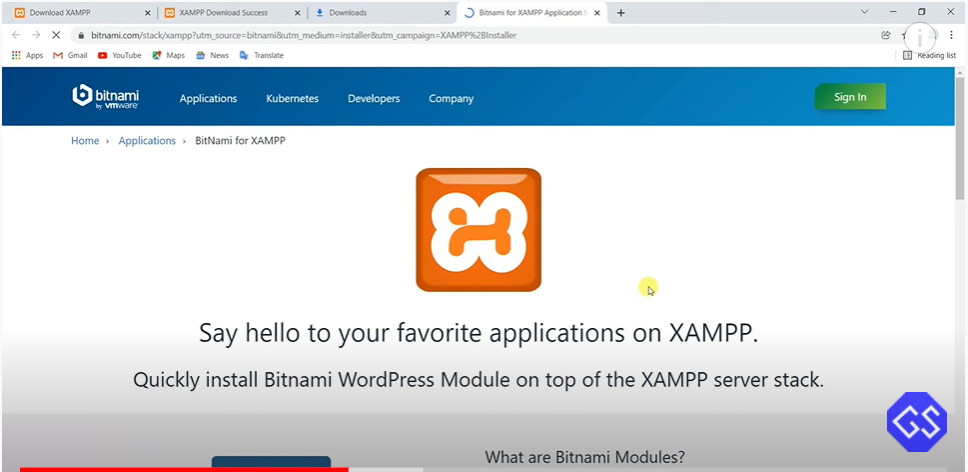 Download XAMPP
XAMPP Download Success
Downloads
Bitnami for XAMPP Application M
bitnami.com/stack/xampp?utm_source=bitnami&utm_medium=installer&utm_campaign=XAMPP%2BInstaller
Apps Gmail YouTube Maps News Translate Reading list
bitnami
by vmware
Applications Kubernetes Developers Company Sign In
Home › Applications › BitNami for XAMPP
Say hello to your favorite applications on XAMPP.
Quickly install Bitnami WordPress Module on top of the XAMPP server stack.
GS
What are Bitnami Modules?